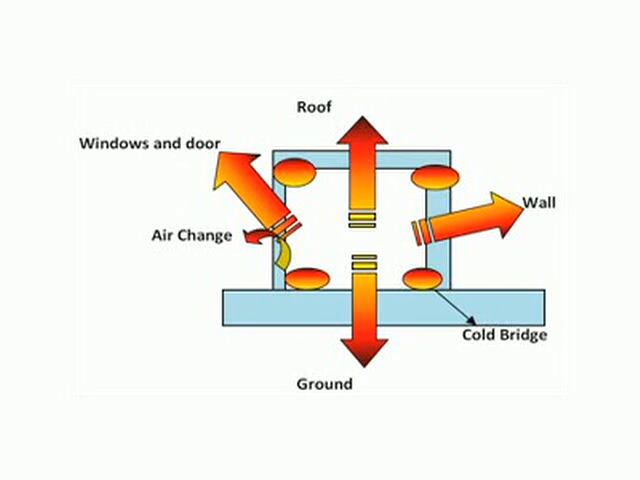 Roof
Windows and door
Wall
Air Change
Cold Bridge
Ground